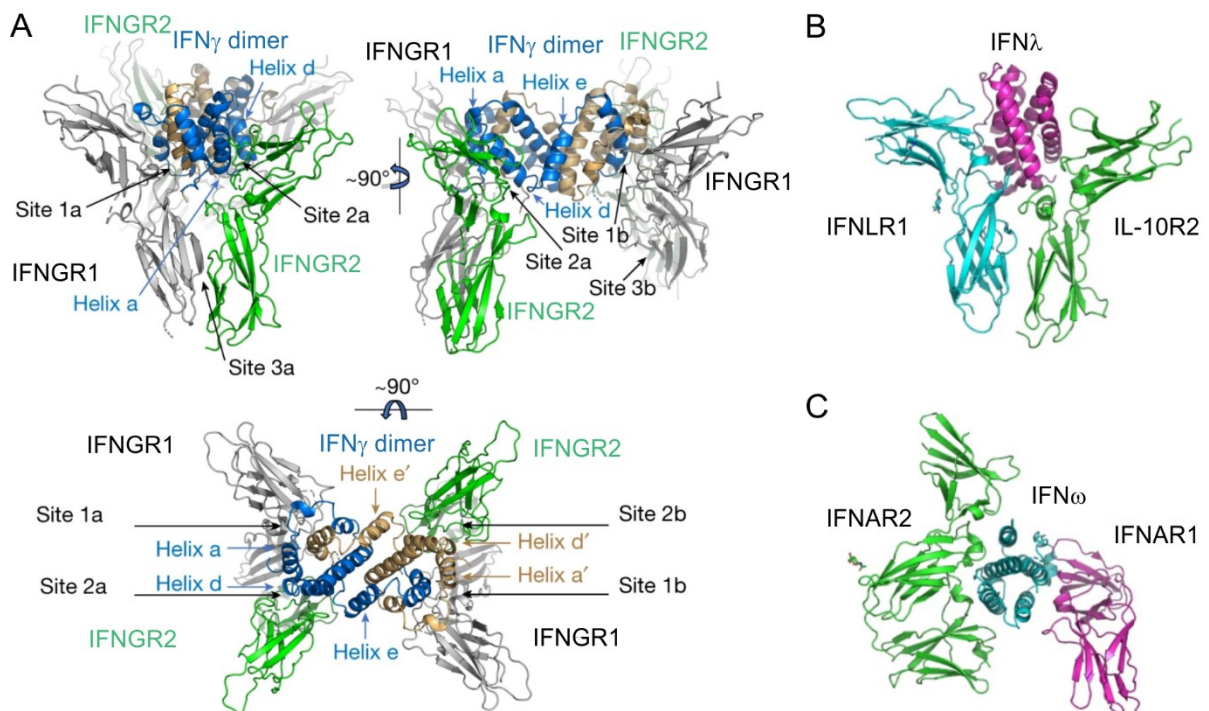 A
IFNGR2
IFNγ dimer
Helix d
Site 1a
Site 2a
IFNGR1
IFNGR2
Helix a
Site 3a
~90°
IFNGR1
Helix a
Helix e
IFNGR2
IFNGR1
Helix d
Site 1b
Site 2a
Site 3b
IFNGR2
~90°
IFNGR1
IFNγ dimer
IFNGR2
Helix e′
Site 1a
Site 2b
Helix a
Helix d′
Helix d
Helix a′
Site 2a
Site 1b
IFNGR2
Helix e
IFNGR1
B
IFNλ
IFNLR1
IL-10R2
C
IFNω
IFNAR2
IFNAR1